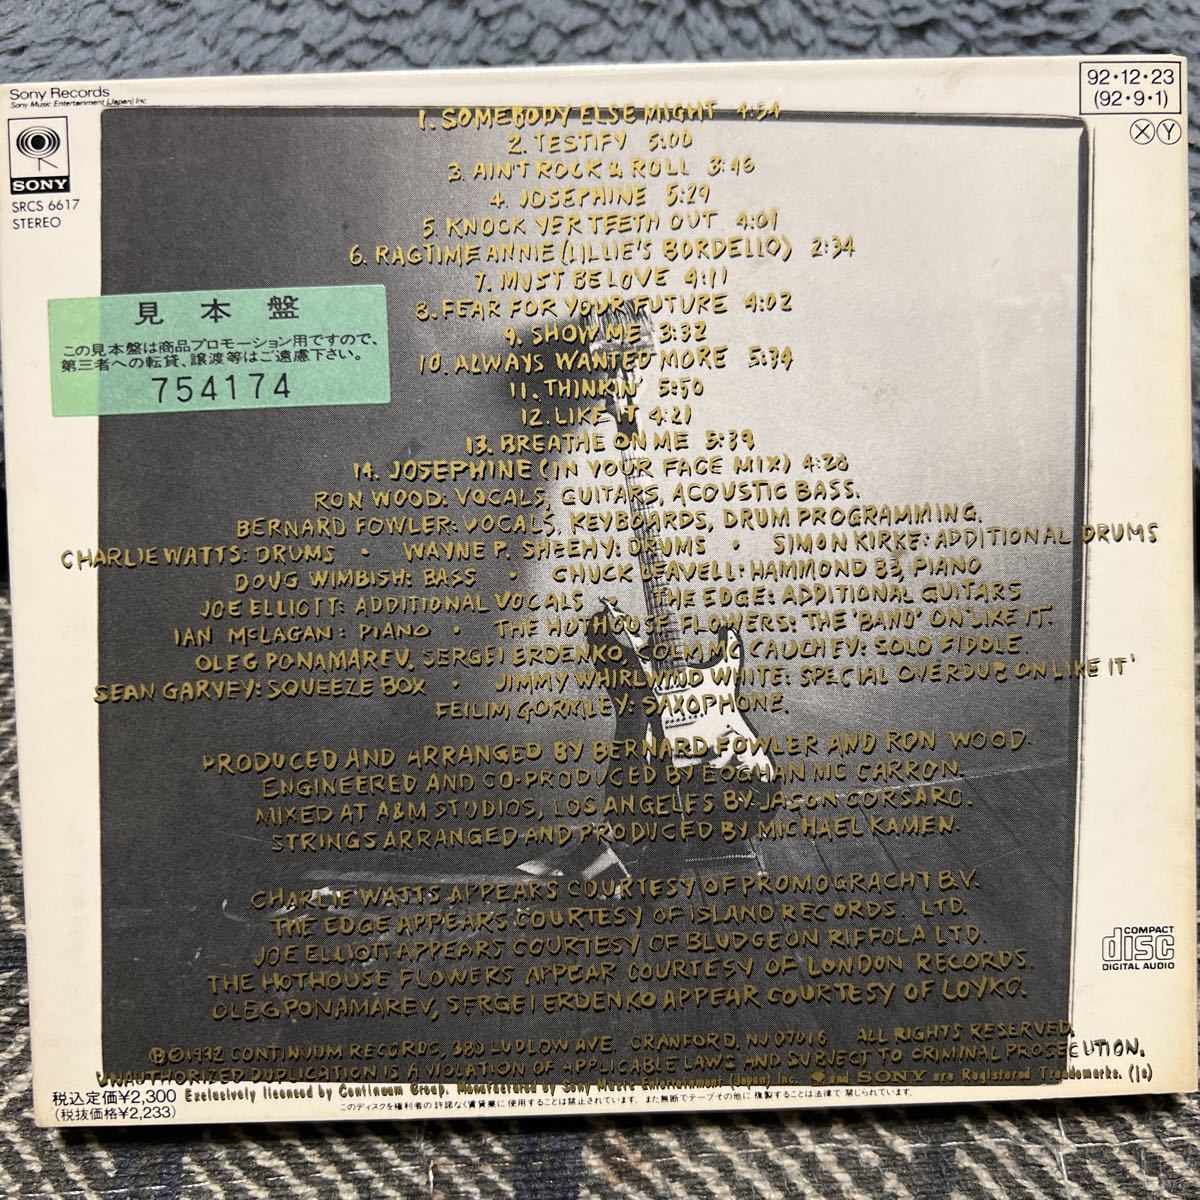 Sony Records
Sony Music Entertainment (Japan) Inc
SONY
SRCS 6617
STEREO
92・12・23
(92・9・1)
X Y
1. SOMEBODY ELSE MIGHT 4:54
2. TESTIFY 5:00
3. AIN'T ROCK & ROLL 3:46
4. JOSEPHINE 5:29
5. KNOCK YER TEETH OUT 4:01
6. RAGTIME ANNIE (LILLIE'S BORDELLO) 2:34
7. MUST BE LOVE 4:11
8. FEAR FOR YOUR FUTURE 4:02
9. SHOW ME 3:32
10. ALWAYS WANTED MORE 5:34
11. THINKIN' 5:50
12. LIKE IT 4:21
13. BREATHE ON ME 5:39
14. JOSEPHINE (IN YOUR FACE MIX) 4:28
見本盤
この見本盤は商品プロモーション用ですので、
第三者への転貸、譲渡等はご遠慮下さい。
754174
RON WOOD: VOCALS, GUITARS, ACOUSTIC BASS.
BERNARD FOWLER: VOCALS, KEYBOARDS, DRUM PROGRAMMING.
CHARLIE WATTS: DRUMS • WAYNE P. SHEEHY: DRUMS • SIMON KIRKE: ADDITIONAL DRUMS
DOUG WIMBISH: BASS • CHUCK LEAVELL: HAMMOND B3, PIANO
JOE ELLIOTT: ADDITIONAL VOCALS • THE EDGE: ADDITIONAL GUITARS
IAN McLAGAN: PIANO • THE HOTHOUSE FLOWERS: THE 'BAND' ON 'LIKE IT.'
OLEG PONAMAREV, SERGEI ERDENKO, COLM MC CAUGHEY: SOLO FIDDLE.
SEAN GARVEY: SQUEEZE BOX • JIMMY WHIRLWIND WHITE: SPECIAL OVERDUB ON LIKE IT'
FEILIM GORMLEY: SAXOPHONE.
PRODUCED AND ARRANGED BY BERNARD FOWLER AND RON WOOD.
ENGINEERED AND CO-PRODUCED BY EOGHAN MC CARRON.
MIXED AT A&M STUDIOS, LOS ANGELES BY JASON CORSARO.
STRINGS ARRANGED AND PRODUCED BY MICHAEL KAMEN.
CHARLIE WATTS APPEARS COURTESY OF PROMOGRACHT B.V.
THE EDGE APPEARS COURTESY OF ISLAND RECORDS. LTD.
JOE ELLIOTT APPEARS COURTESY OF BLUDGEON RIFFOLA LTD.
THE HOTHOUSE FLOWERS APPEAR COURTESY OF LONDON RECORDS.
OLEG PONAMAREV, SERGEI ERDENKO APPEAR COURTESY OF LOYKO.
COMPACT
disc
DIGITAL AUDIO
℗©1992 CONTINUUM RECORDS, 380 LUDLOW AVE. CRANFORD, NJ 07016 ALL RIGHTS RESERVED.
UNAUTHORIZED DUPLICATION IS A VIOLATION OF APPLICABLE LAWS AND SUBJECT TO CRIMINAL PROSECUTION.
税込定価¥2,300 Exclusively licensed by Continuum Group. Manufactured by Sony Music Entertainment (Japan) Inc. and SONY are Registered Trademarks. (js)
(税抜価格¥2,233) このディスクを権利者の許諾なく賃貸業に使用することは禁止されています。また無断でテープその他に複製することは法律で禁じられています。